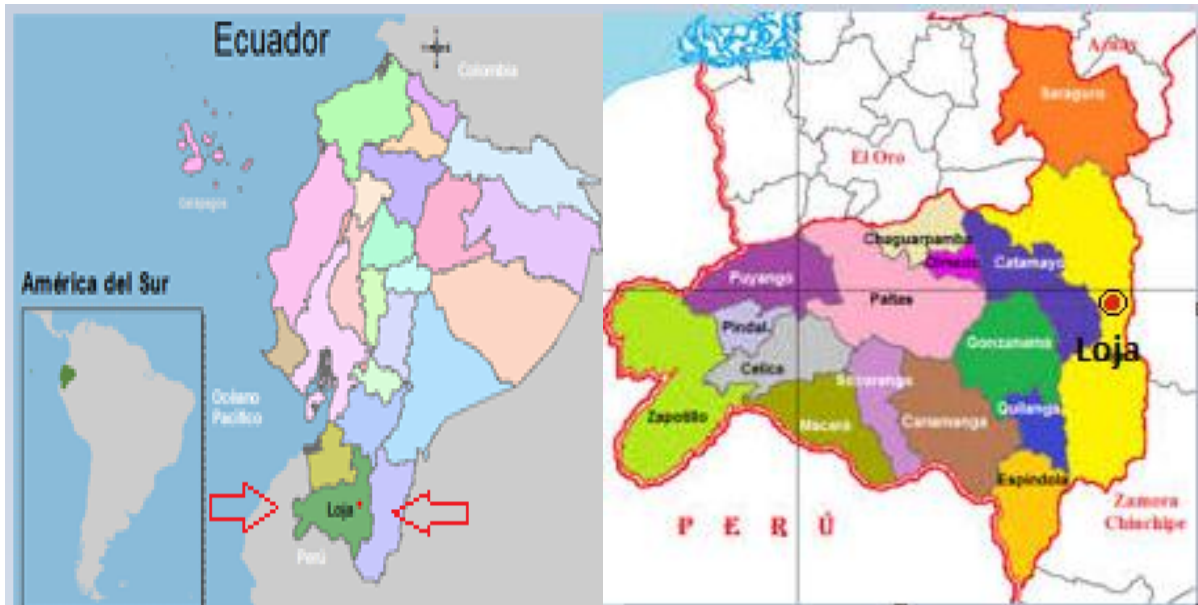 Ecuador
Colombia
Galápagos
América del Sur
Océano
Pacífico
Loja
Perú
Azuay
Saraguro
El Oro
Chaguarpamba
Olmedo
Catamayo
Puyango
Paltas
Pindal
Gonzanamá
Loja
Celica
Sozoranga
Zapotillo
Macará
Cariamanga
Quilanga
Espíndola
Zamora
Chinchipe
P E R Ú